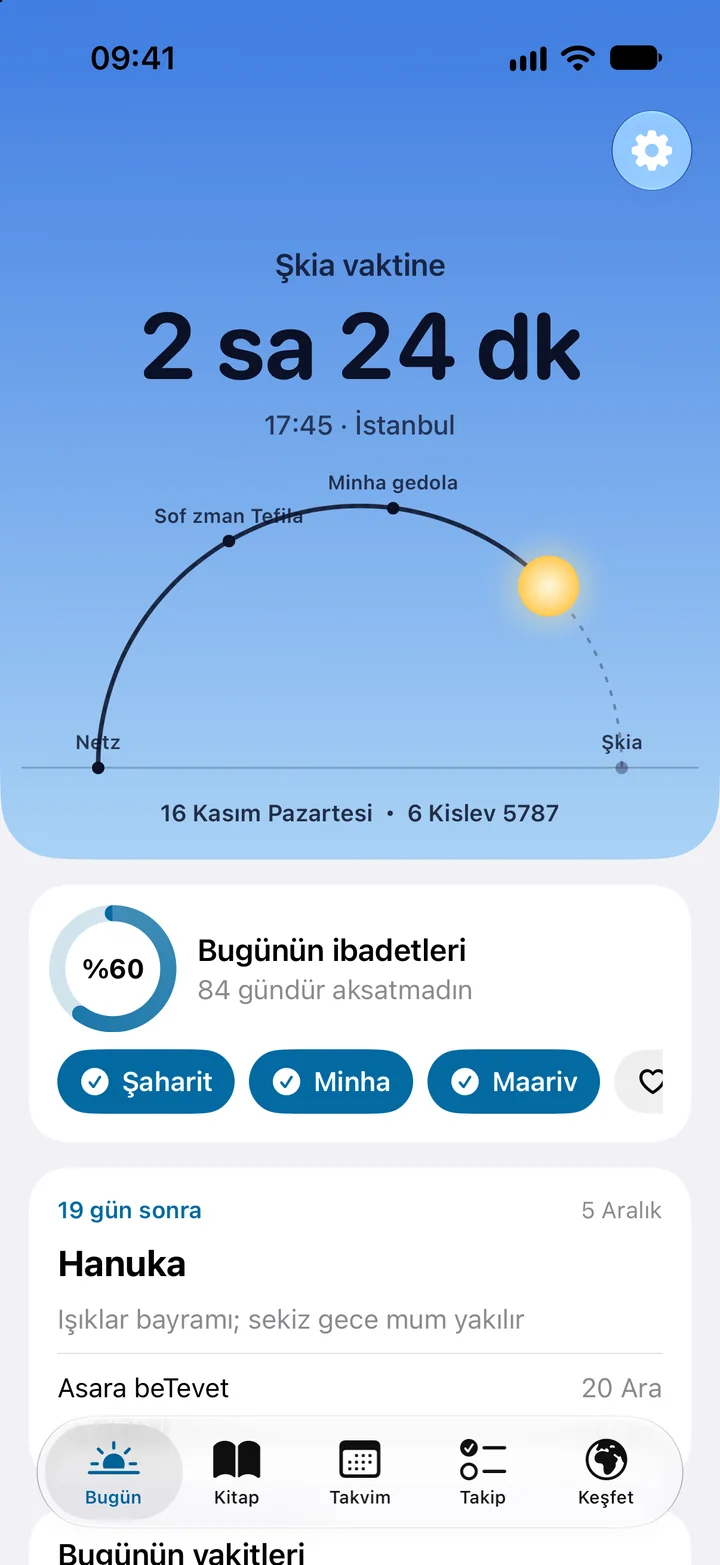 09:41
Şkia vaktine
2 sa 24 dk
17:45 · İstanbul
Minha gedola
Sof zman Tefila
Netz
Şkia
16 Kasım Pazartesi • 6 Kislev 5787
%60
Bugünün ibadetleri
84 gündür aksatmadın
Şaharit
Minha
Maariv
19 gün sonra
5 Aralık
Hanuka
Işıklar bayramı; sekiz gece mum yakılır
Asara beTevet
20 Ara
Bugün
Kitap
Takvim
Takip
Keşfet
Bugünün vakitleri